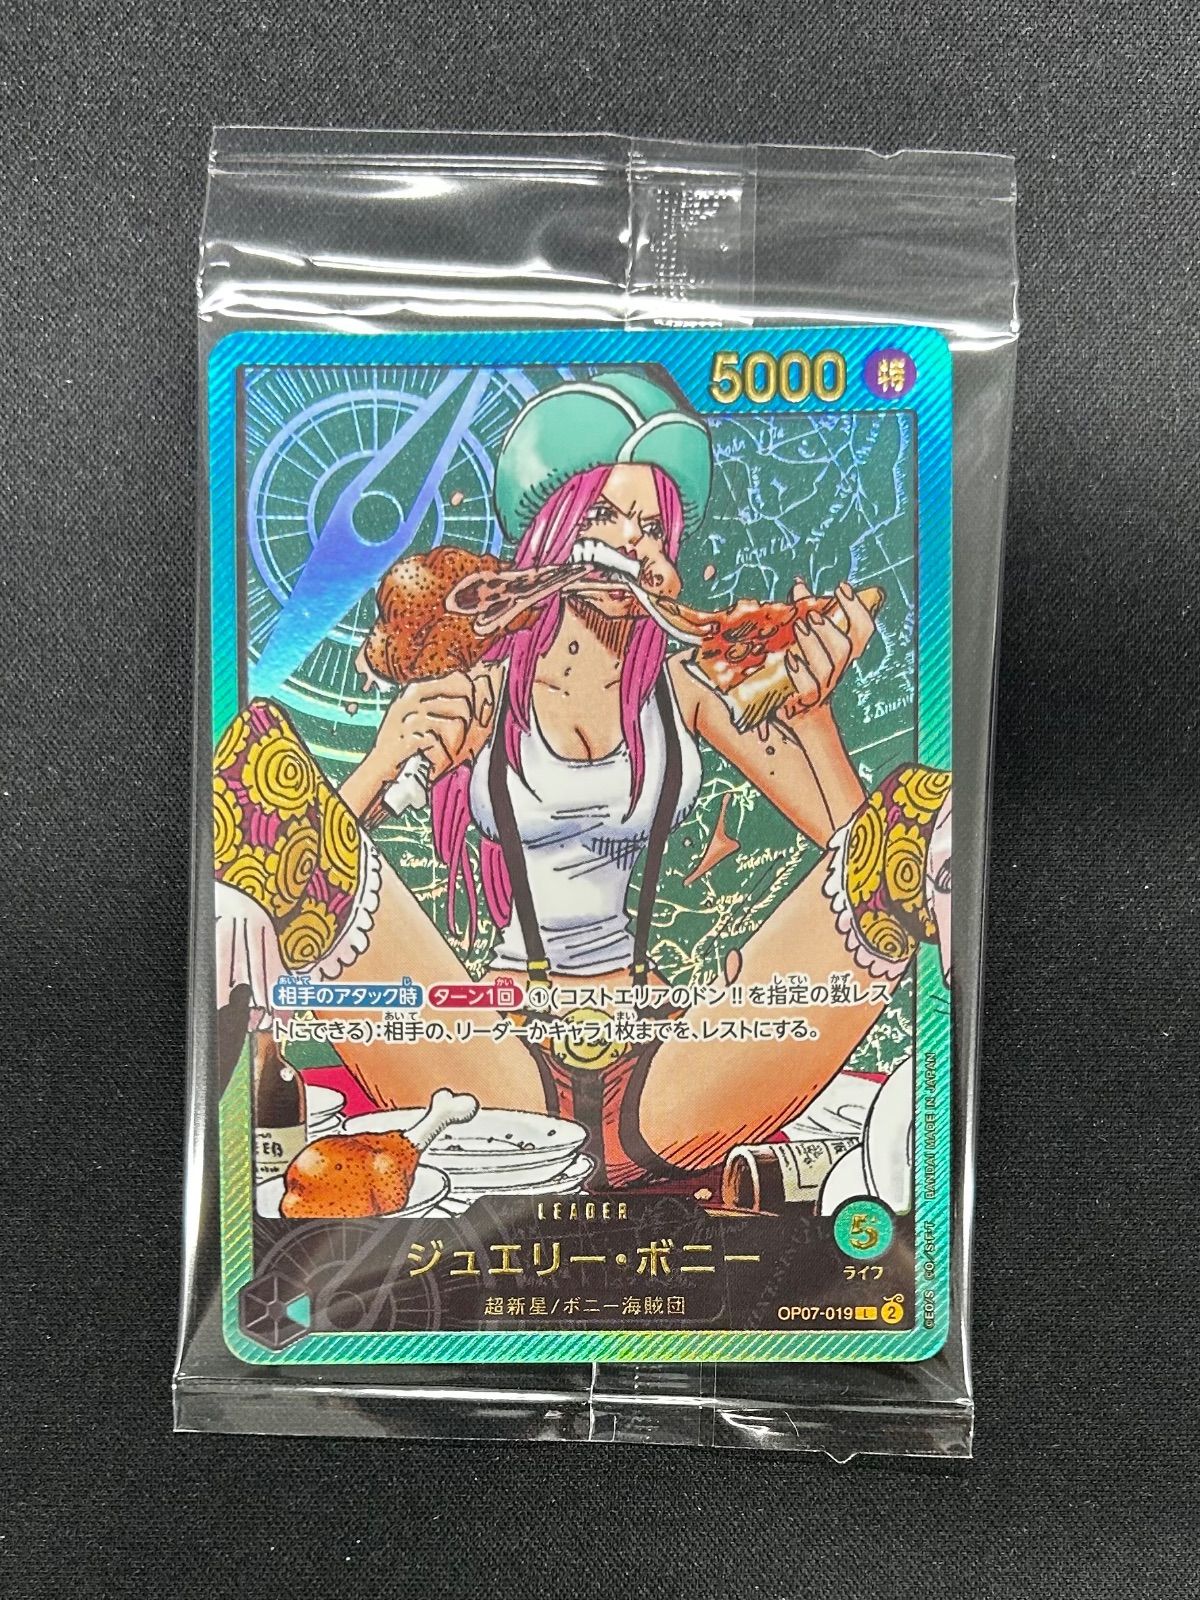 5000 特
相手のアタック時 ターン1回 ①(コストエリアのドン!!を指定の数レス
トにできる):相手の、リーダーかキャラ1枚までを、レストにする。
LEADER
ジュエリー・ボニー
5
ライフ
超新星/ボニー海賊団
OP07-019 L 2
©EO/S. CO./S.F.T BANDAI MADE IN JAPAN